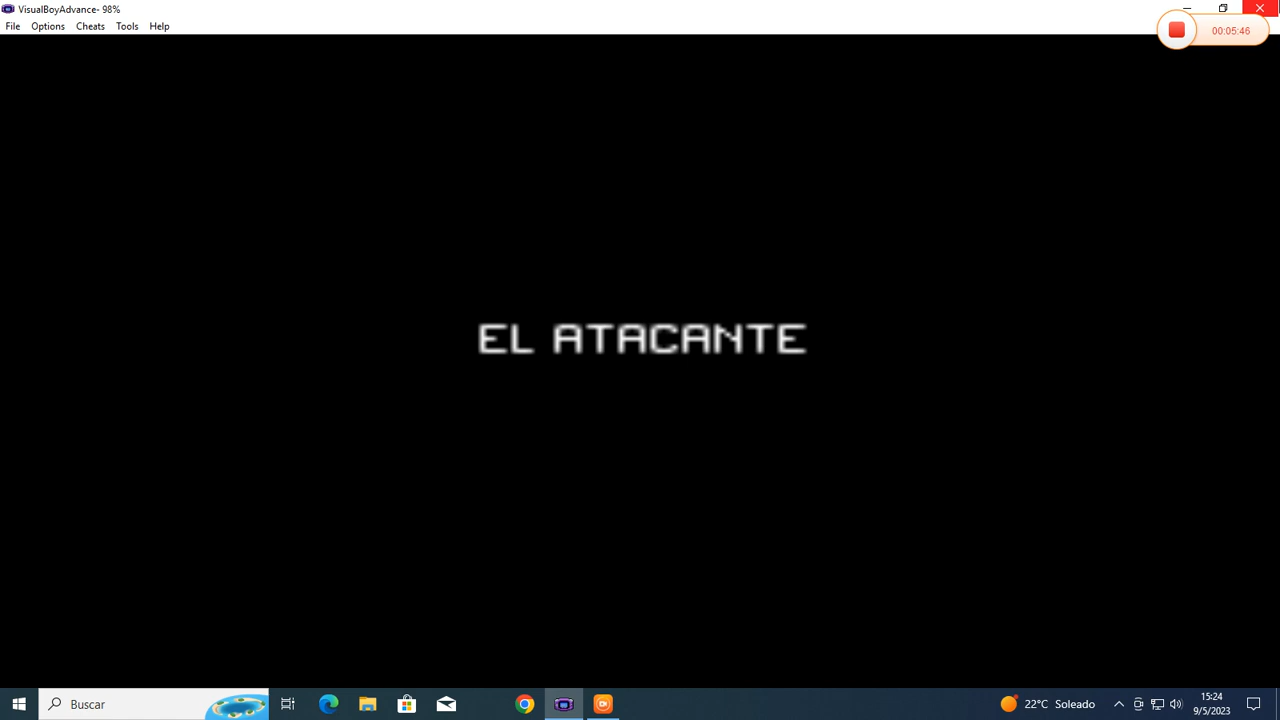 VisualBoyAdvance- 98%
File Options Cheats Tools Help
00:05:46
EL ATACANTE
Buscar
22°C Soleado
15:24
9/5/2023